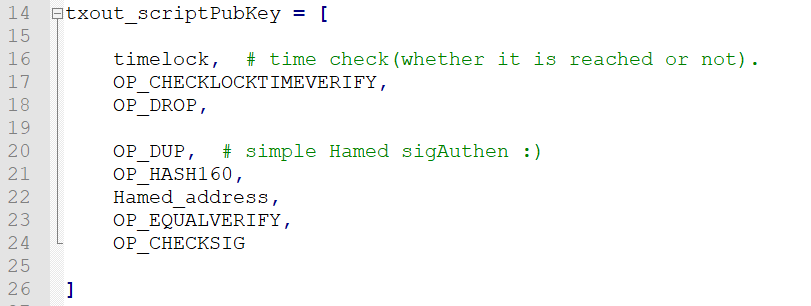 14 txout_scriptPubKey = [
15
16 timelock,  # time check(whether it is reached or not).
17 OP_CHECKLOCKTIMEVERIFY,
18 OP_DROP,
19
20 OP_DUP,  # simple Hamed sigAuthen :)
21 OP_HASH160,
22 Hamed_address,
23 OP_EQUALVERIFY,
24 OP_CHECKSIG
25
26 ]